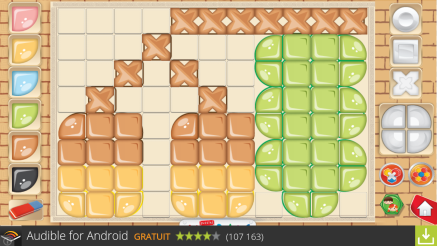 Audible for Android GRATUIT ★★★★★ (107 163)